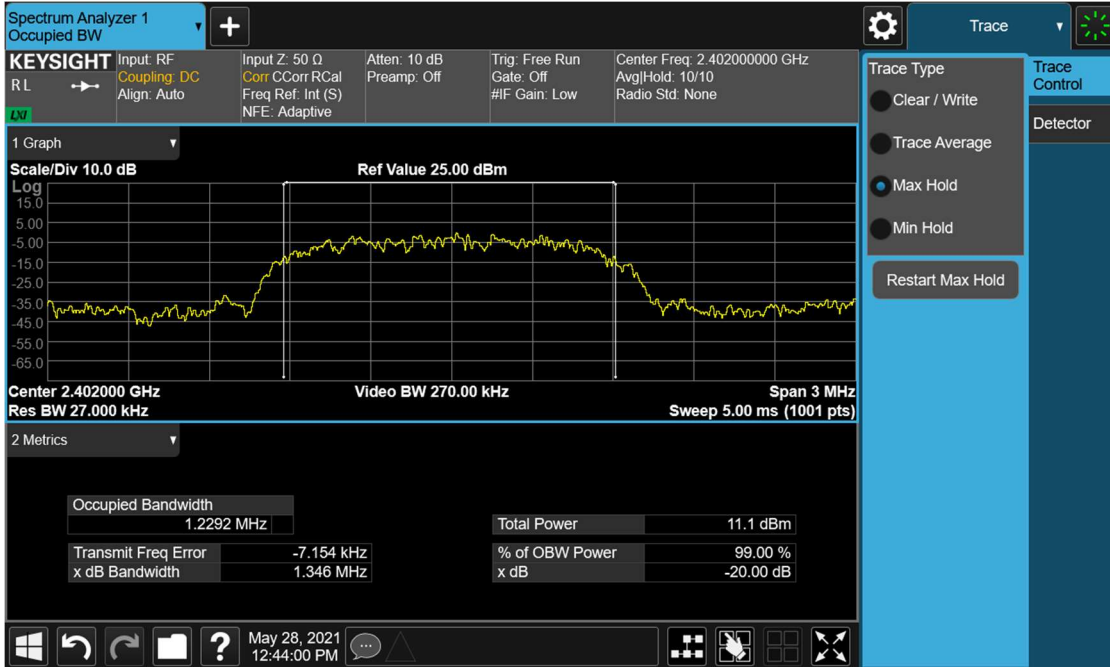 Spectrum Analyzer 1
Occupied BW
+
Trace
KEYSIGHT
R L
LXI
Input: RF
Coupling: DC
Align: Auto
Input Z: 50 Ω
Corr CCorr RCal
Freq Ref: Int (S)
NFE: Adaptive
Atten: 10 dB
Preamp: Off
Trig: Free Run
Gate: Off
#IF Gain: Low
Center Freq: 2.402000000 GHz
Avg|Hold: 10/10
Radio Std: None
Trace Type
Clear / Write
Trace Average
Max Hold
Min Hold
Restart Max Hold
Trace
Control
Detector
1 Graph
Scale/Div 10.0 dB
Ref Value 25.00 dBm
Log
15.0
5.00
-5.00
-15.0
-25.0
-35.0
-45.0
-55.0
-65.0
Center 2.402000 GHz
Video BW 270.00 kHz
Span 3 MHz
Res BW 27.000 kHz
Sweep 5.00 ms (1001 pts)
2 Metrics
Occupied Bandwidth
1.2292 MHz
Total Power 11.1 dBm
Transmit Freq Error -7.154 kHz
% of OBW Power 99.00 %
x dB Bandwidth 1.346 MHz
x dB -20.00 dB
?
May 28, 2021
12:44:00 PM